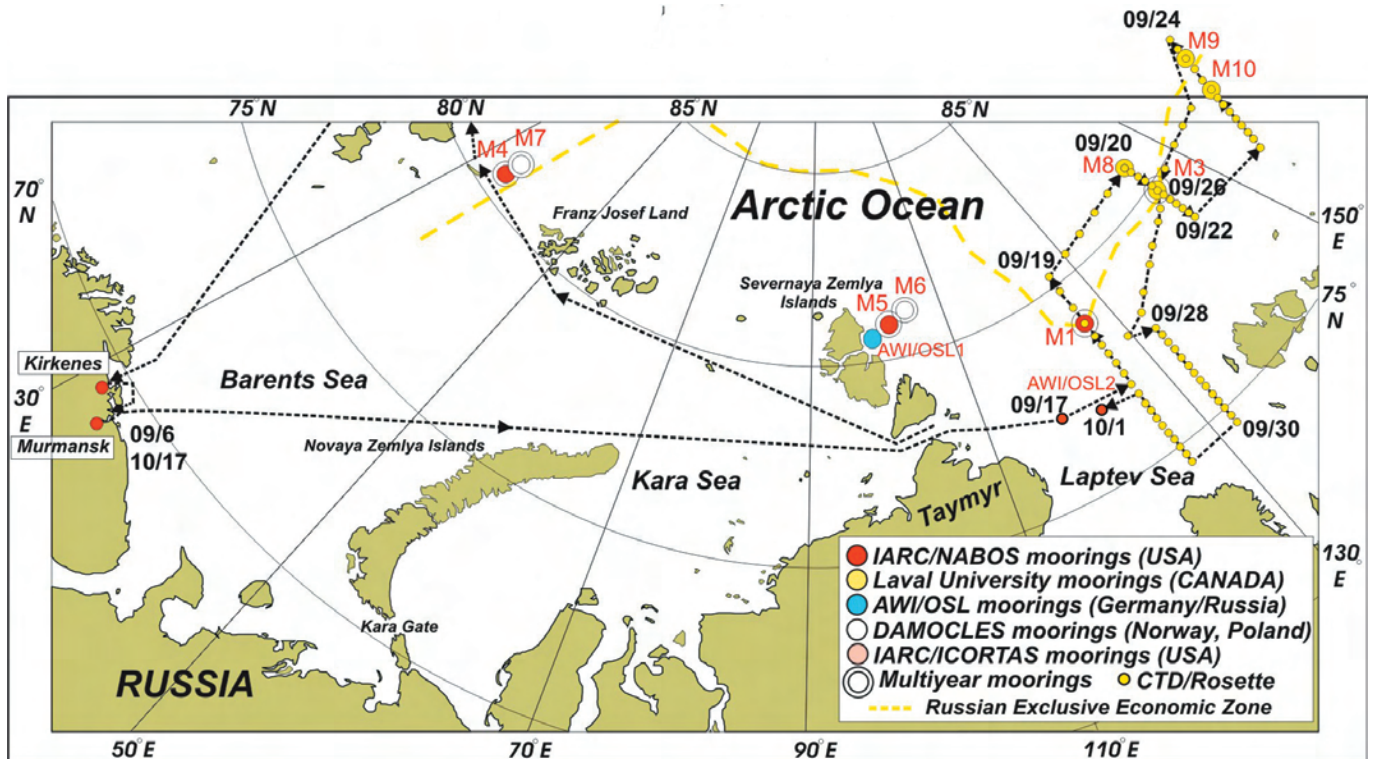 09/24
M9
M10
75°N
80°N
85°N
85°N
M4
M7
09/20
M8
M3
09/26
09/22
70
N
Franz Josef Land
Arctic Ocean
150°
E
09/19
Severnaya Zemlya
Islands
M5
M6
75°
N
09/28
M1
AWI/OSL1
Kirkenes
Barents Sea
AWI/OSL2
30°
E
09/17
10/1
Murmansk
09/6
10/17
Novaya Zemlya Islands
09/30
Kara Sea
Laptev Sea
Taymyr
130°
E
Kara Gate
RUSSIA
IARC/NABOS moorings (USA)
Laval University moorings (CANADA)
AWI/OSL moorings (Germany/Russia)
DAMOCLES moorings (Norway, Poland)
IARC/ICORTAS moorings (USA)
Multiyear moorings CTD/Rosette
Russian Exclusive Economic Zone
50°E
70°E
90°E
110°E